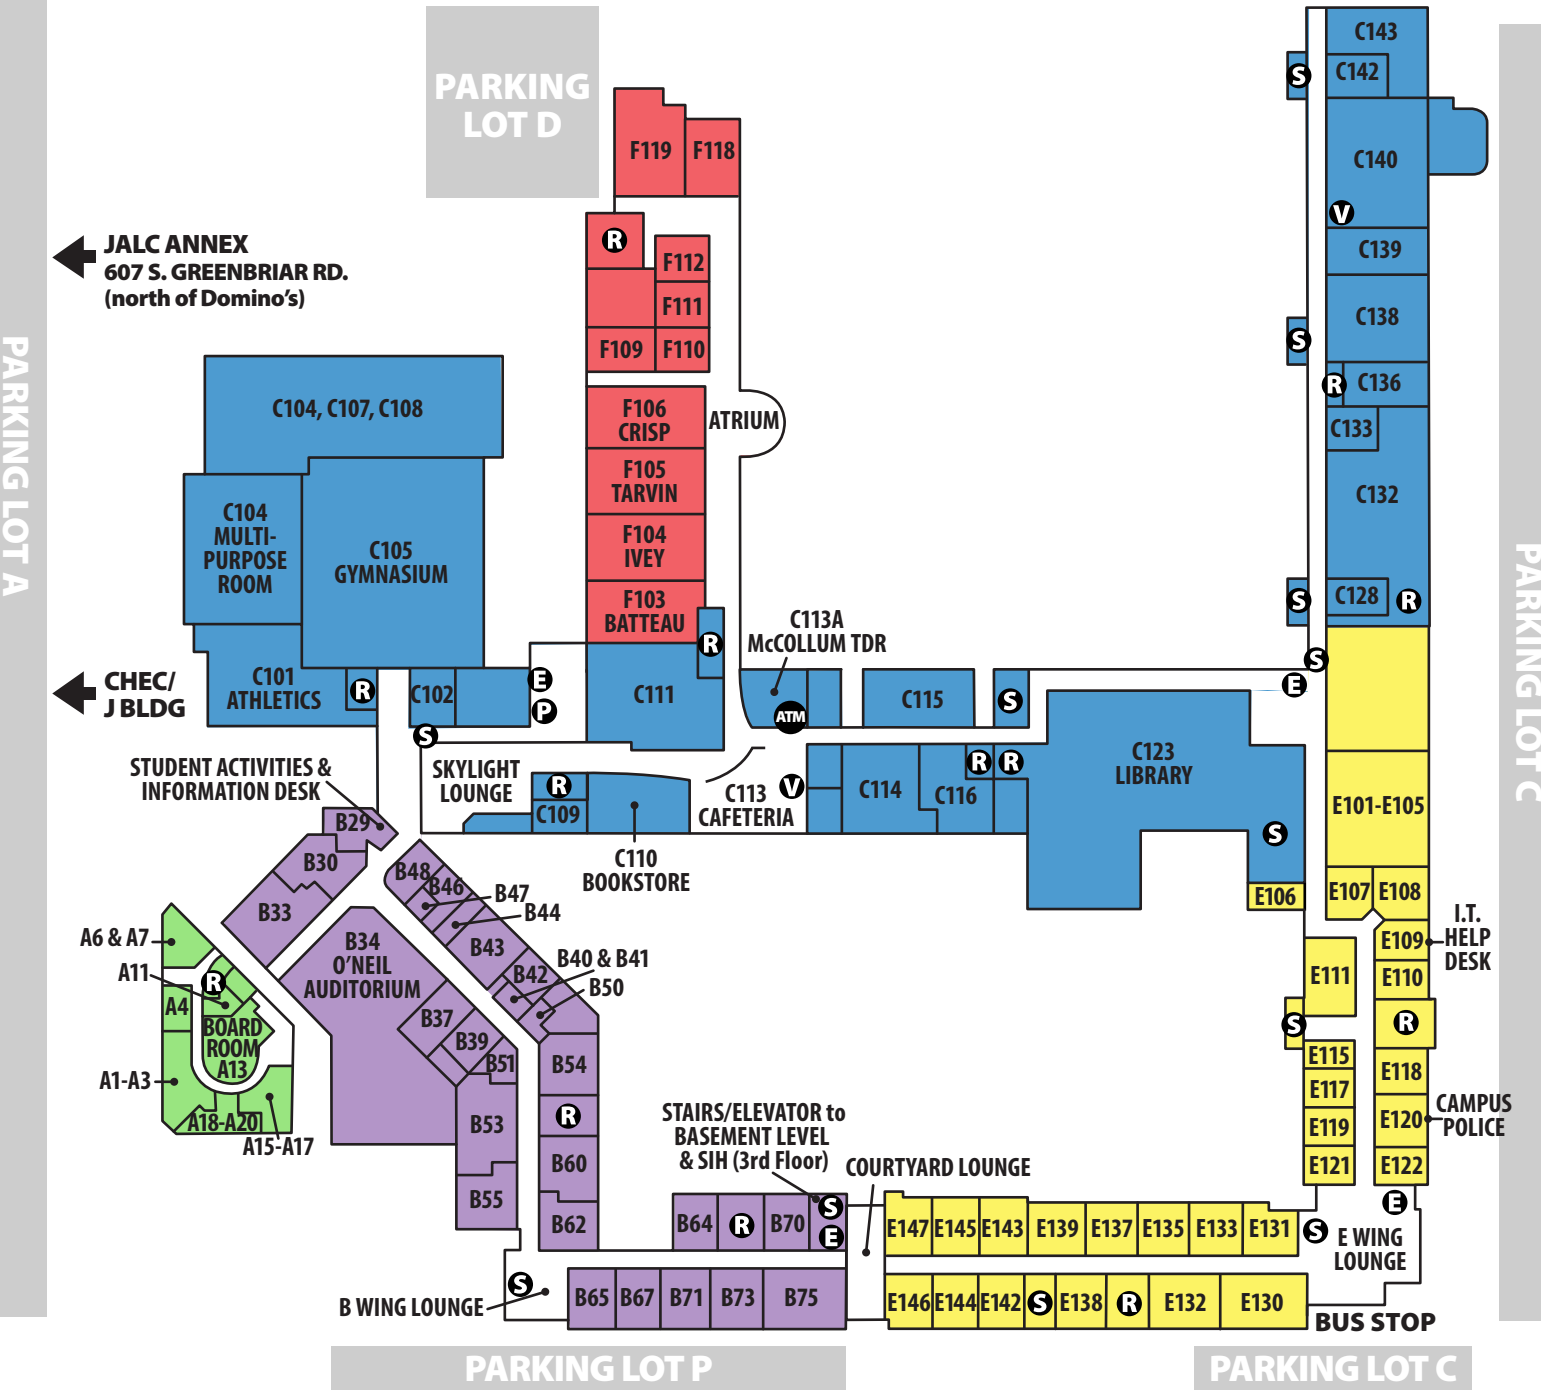 PARKING
LOT D
C143
C142
S
F119
F118
C140
V
JALC ANNEX
607 S. GREENBRIAR RD.
(north of Domino's)
R
F112
F111
F109
F110
C139
C138
S
R
C136
C133
C132
PARKING LOT A
C104, C107, C108
F106
CRISP
ATRIUM
F105
TARVIN
F104
IVEY
F103
BATTEAU
R
C104
MULTI-
PURPOSE
ROOM
C105
GYMNASIUM
C113A
McCOLLUM TDR
S
C128
R
PARKING LOT C
CHEC/
J BLDG
C101
ATHLETICS
R
C102
E
P
S
C111
ATM
C115
S
S
E
STUDENT ACTIVITIES &
INFORMATION DESK
SKYLIGHT
LOUNGE
R
C109
C110
BOOKSTORE
C113
CAFETERIA
V
C114
C116
R
R
C123
LIBRARY
S
E101-E105
E106
E107
E108
B29
B30
B33
B48
B46
B47
B44
B43
B34
O'NEIL
AUDITORIUM
B42
B40 & B41
B50
I.T.
HELP
DESK
E109
E110
E111
A6 & A7
A11
R
A4
BOARD
ROOM
A13
A1-A3
A18-A20
A15-A17
B37
B39
B51
B54
S
R
E115
E117
E118
E119
E120
CAMPUS
POLICE
E121
E122
B53
R
B60
B55
B62
STAIRS/ELEVATOR to
BASEMENT LEVEL
& SIH (3rd Floor)
COURTYARD LOUNGE
B64
R
B70
S
E
E147
E145
E143
E139
E137
E135
E133
E131
S
E
E WING
LOUNGE
B WING LOUNGE
S
B65
B67
B71
B73
B75
E146
E144
E142
S
E138
R
E132
E130
BUS STOP
PARKING LOT P
PARKING LOT C